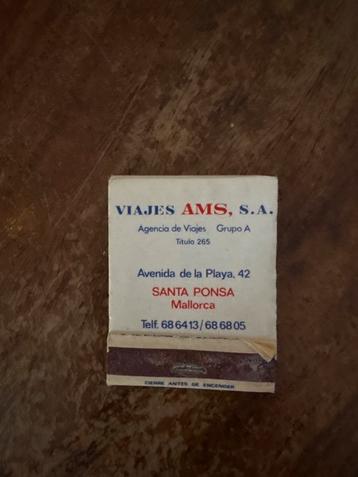 VIAJES AMS, S.A.
Agencia de Viajes Grupo A
Titulo 265
Avenida de la Playa, 42
SANTA PONSA
Mallorca
Telf. 68 64 13 / 68 68 05
CIERRE ANTES DE ENCENDER